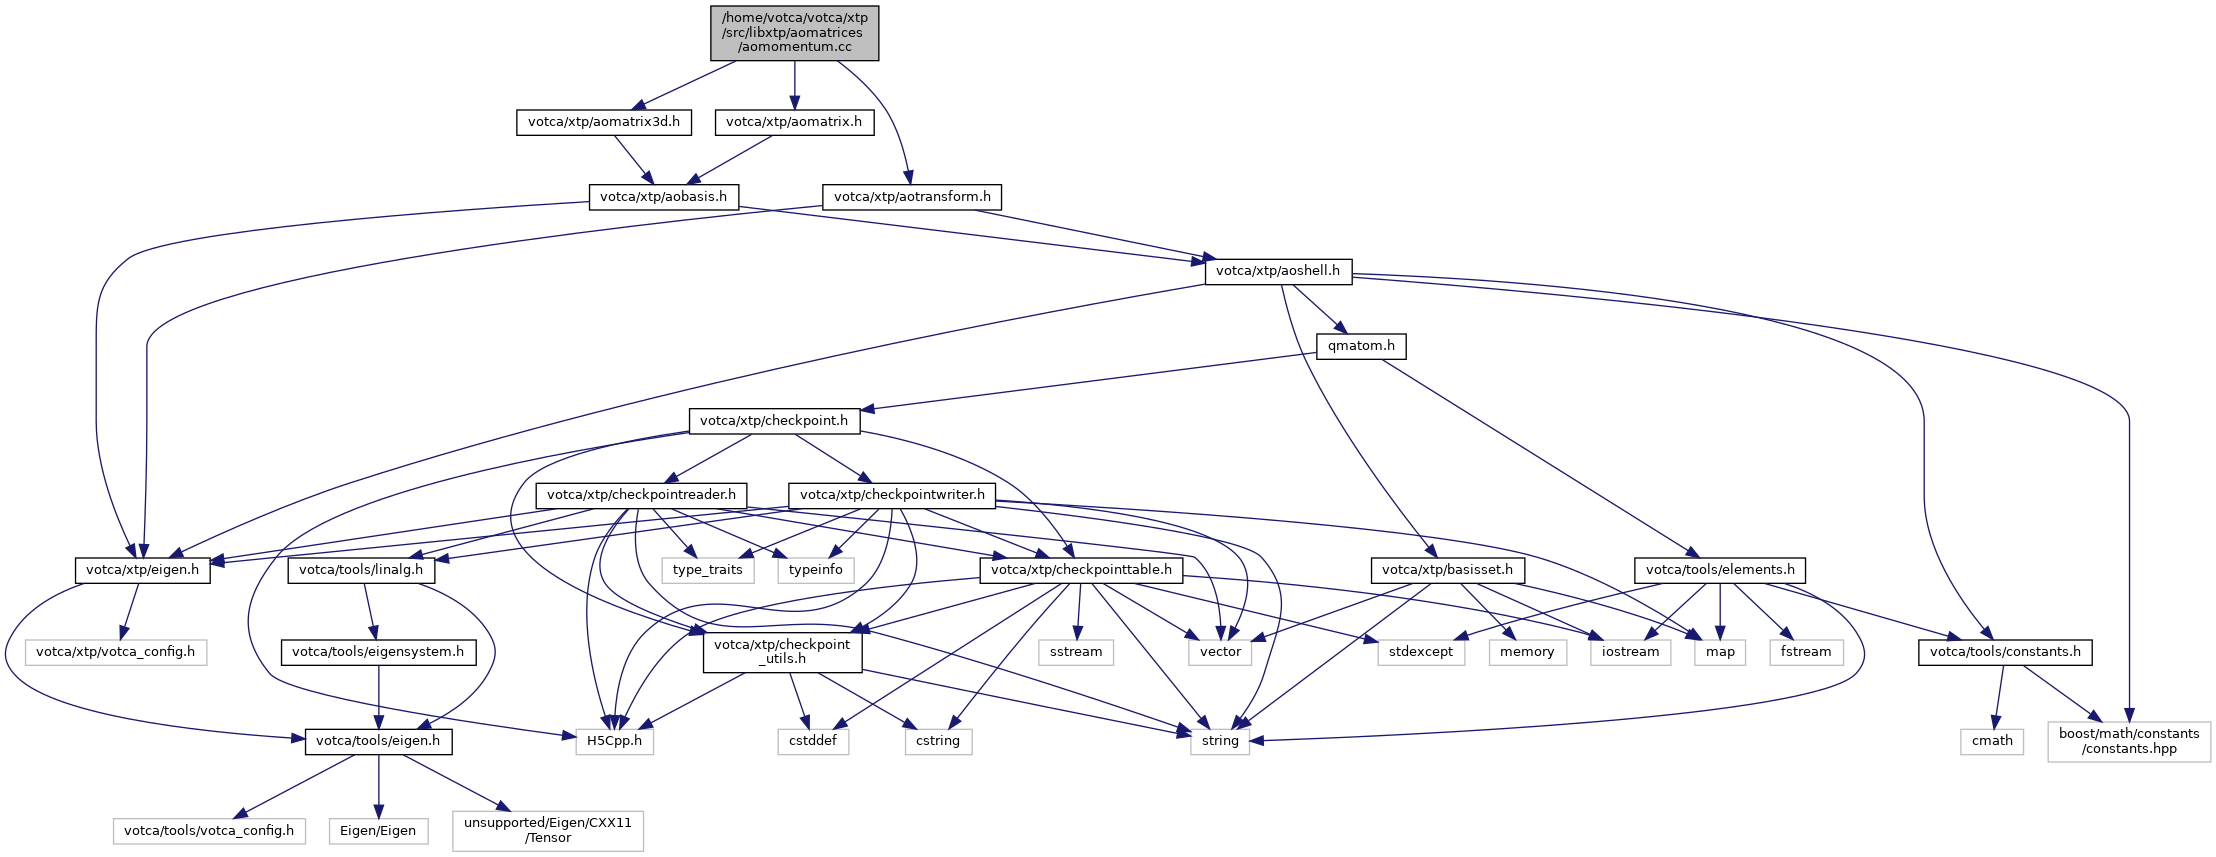 /home/votca/votca/xtp
/src/libxtp/aomatrices
/aomomentum.cc
votca/xtp/aomatrix3d.h
votca/xtp/aomatrix.h
votca/xtp/aobasis.h
votca/xtp/aotransform.h
votca/xtp/aoshell.h
qmatom.h
votca/xtp/checkpoint.h
votca/xtp/checkpointreader.h
votca/xtp/checkpointwriter.h
votca/xtp/eigen.h
votca/tools/linalg.h
type_traits
typeinfo
votca/xtp/checkpointtable.h
votca/xtp/basisset.h
votca/tools/elements.h
votca/xtp/votca_config.h
votca/tools/eigensystem.h
votca/xtp/checkpoint
_utils.h
sstream
vector
stdexcept
memory
iostream
map
fstream
votca/tools/constants.h
votca/tools/eigen.h
H5Cpp.h
cstddef
cstring
string
cmath
boost/math/constants
/constants.hpp
votca/tools/votca_config.h
Eigen/Eigen
unsupported/Eigen/CXX11
/Tensor